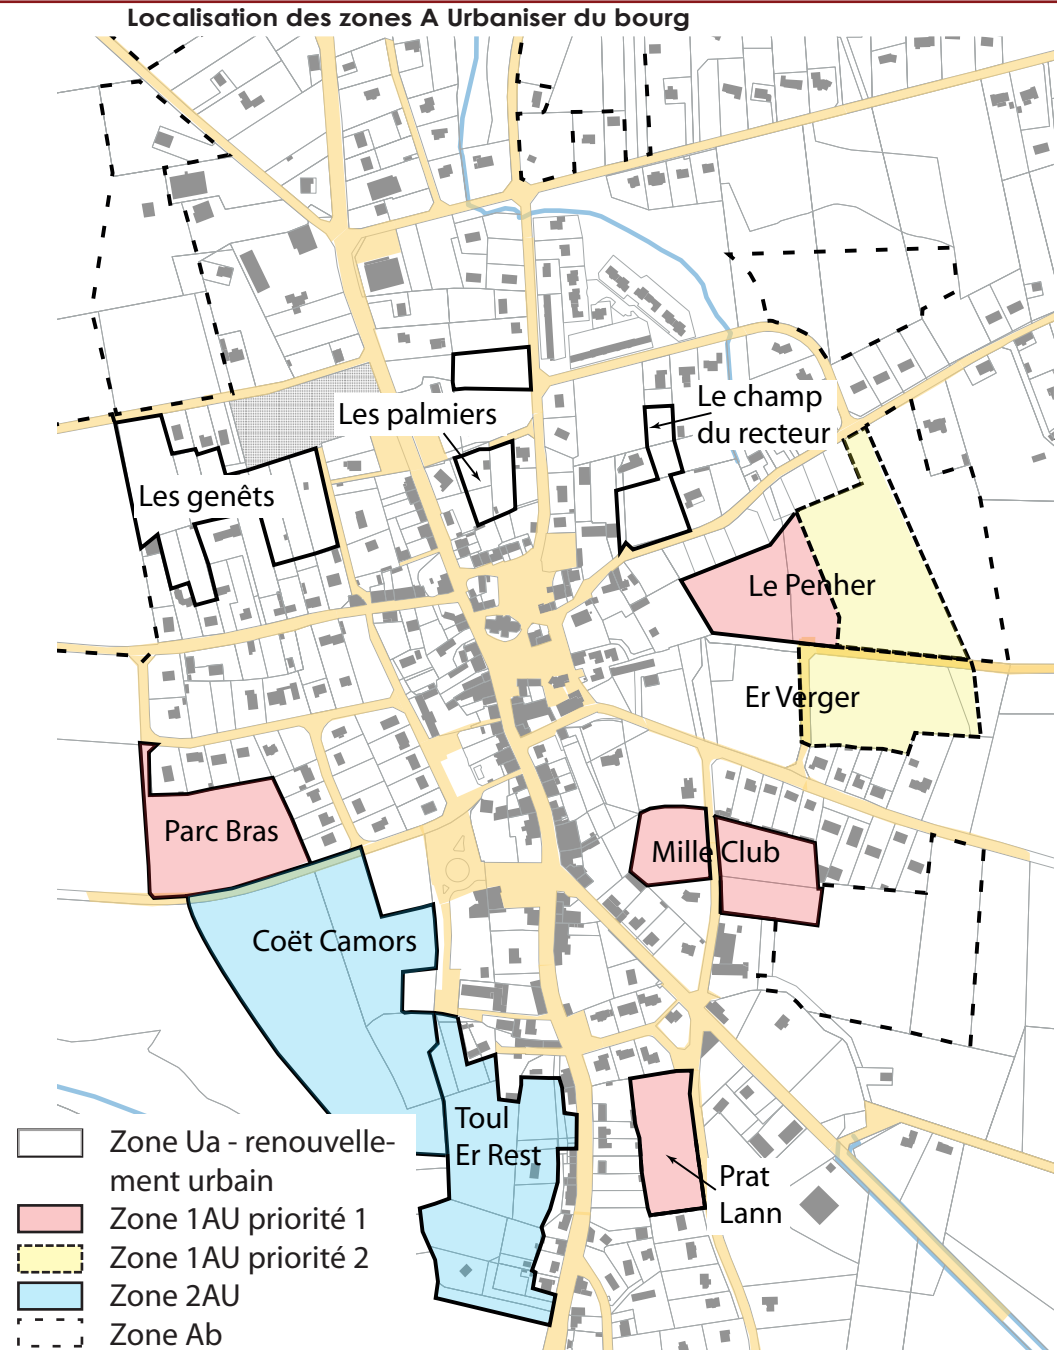 Localisation des zones A Urbaniser du bourg
Le champ
du recteur
Les palmiers
Les genêts
Le Penher
Er Verger
Parc Bras
Mille Club
Coët Camors
Toul
Er Rest
Prat
Lann
Zone Ua - renouvelle-
ment urbain
Zone 1AU priorité 1
Zone 1AU priorité 2
Zone 2AU
Zone Ab